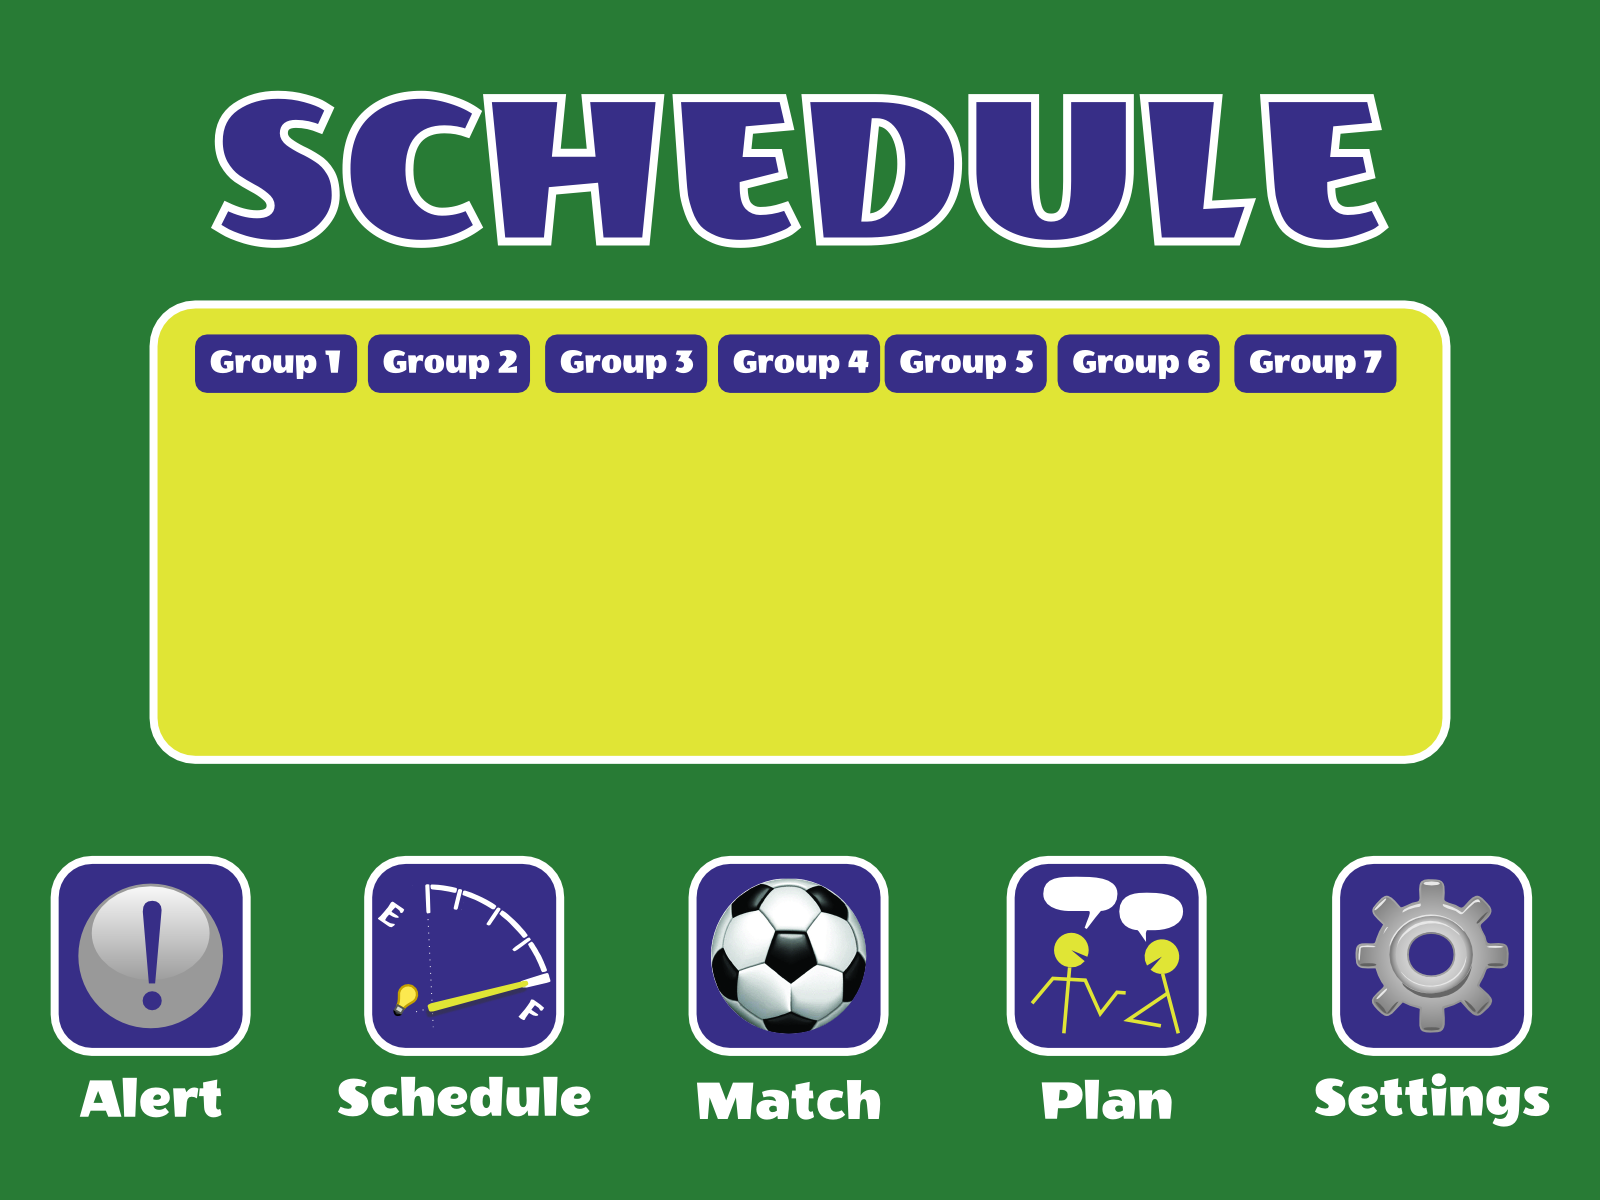 SCHEDULE
Group 1 Group 2 Group 3 Group 4 Group 5 Group 6 Group 7
E
F
Alert Schedule Match Plan Settings